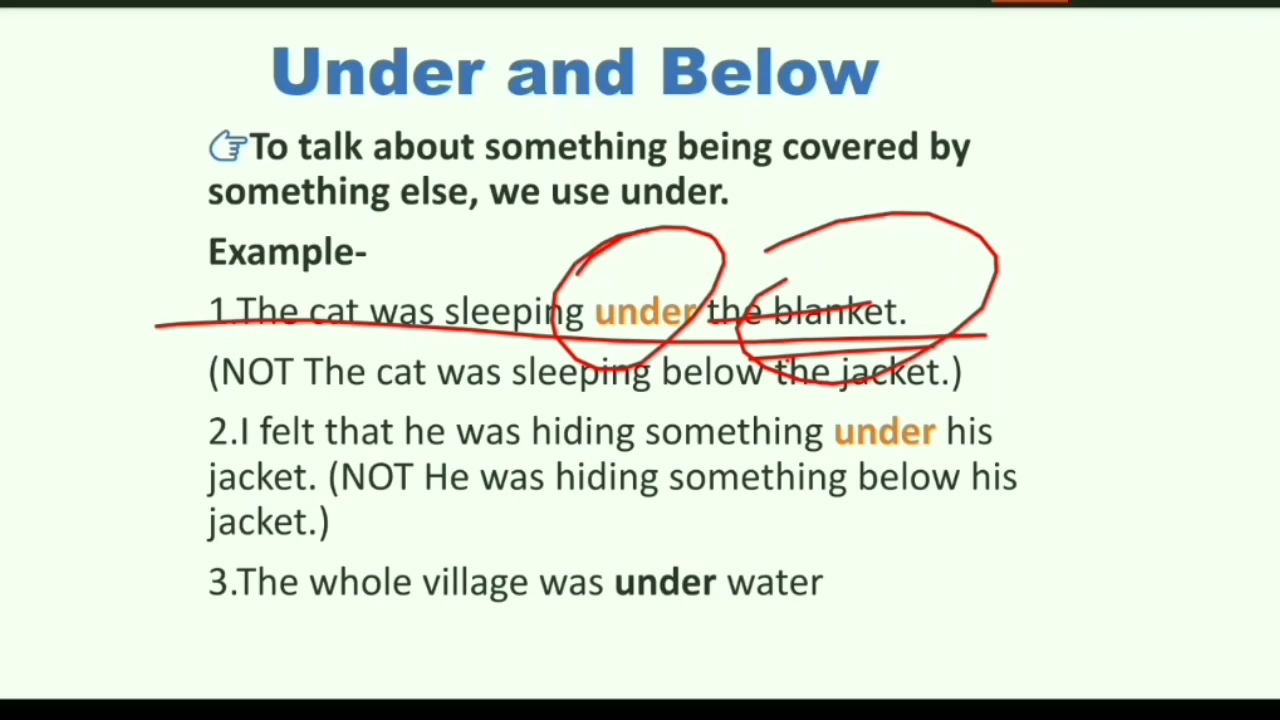 Under and Below
👉To talk about something being covered by
something else, we use under.
Example-
1.The cat was sleeping under the blanket.
(NOT The cat was sleeping below the jacket.)
2.I felt that he was hiding something under his
jacket. (NOT He was hiding something below his
jacket.)
3.The whole village was under water